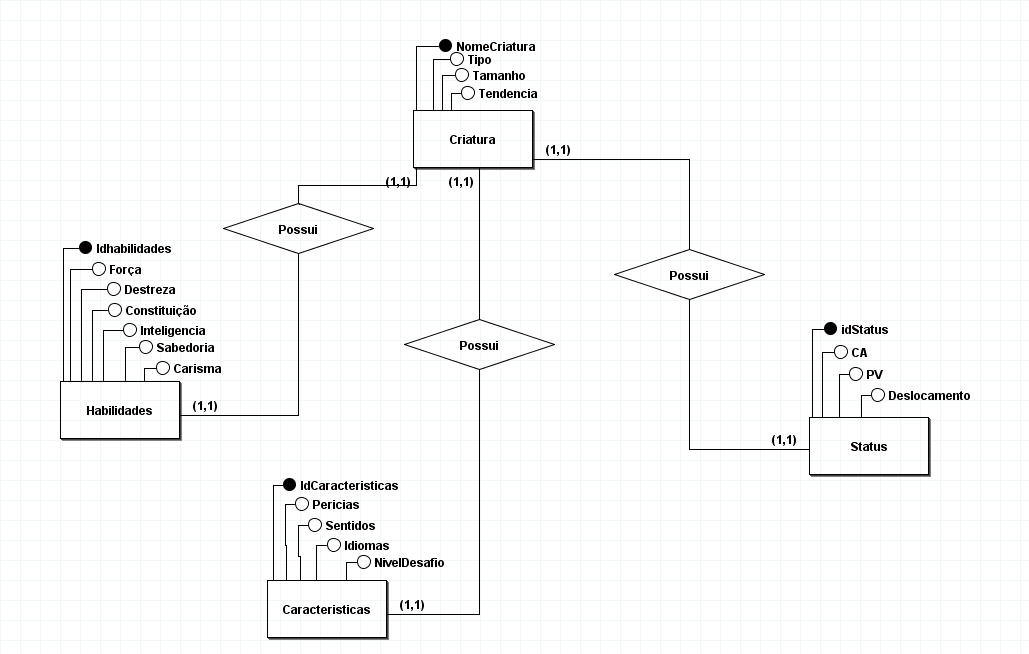 NomeCriatura
Tipo
Tamanho
Tendencia
Criatura
(1,1)
(1,1)
(1,1)
Possui
Possui
Possui
Idhabilidades
Força
Destreza
Constituição
Inteligencia
Sabedoria
Carisma
Habilidades
(1,1)
idStatus
CA
PV
Deslocamento
(1,1)
Status
IdCaracteristicas
Pericias
Sentidos
Idiomas
NivelDesafio
Caracteristicas
(1,1)